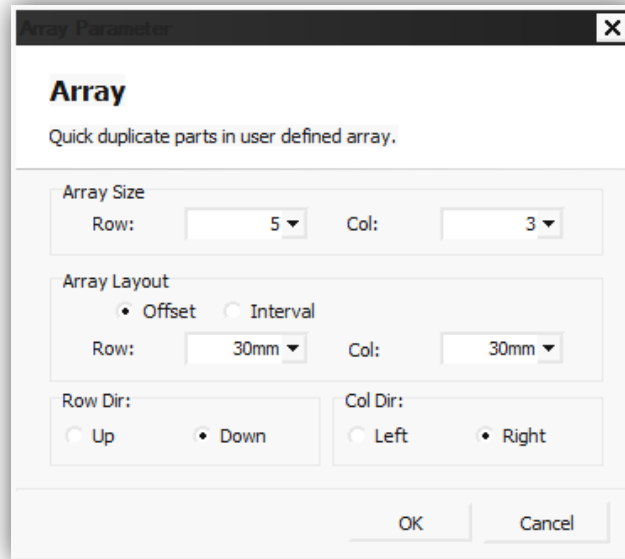 Array Parameter
Array
Quick duplicate parts in user defined array.
Array Size
Row: 5 Col: 3
Array Layout
Offset Interval
Row: 30mm Col: 30mm
Row Dir: Col Dir:
Up Down Left Right
OK Cancel